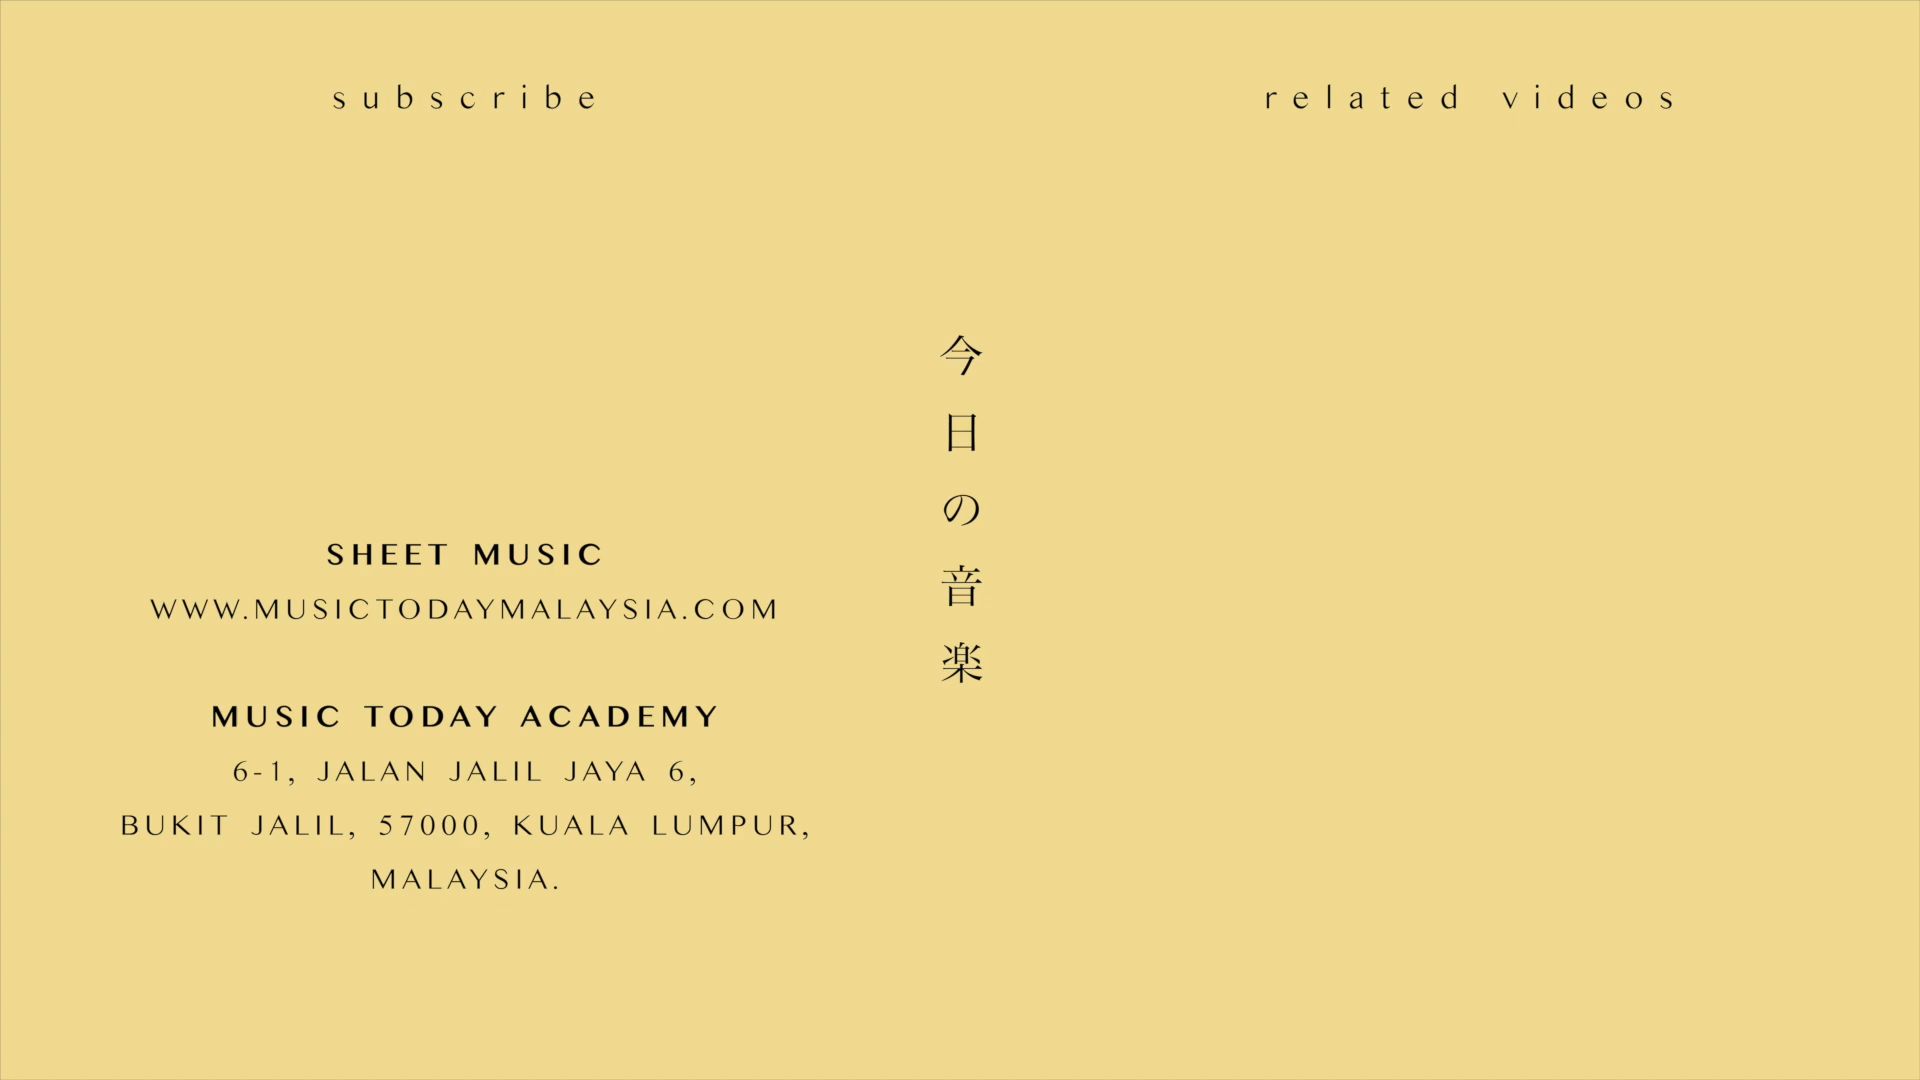 subscribe
related videos
今日の音楽
SHEET MUSIC
WWW.MUSICTODAYMALAYSIA.COM
MUSIC TODAY ACADEMY
6-1, JALAN JALIL JAYA 6,
BUKIT JALIL, 57000, KUALA LUMPUR,
MALAYSIA.